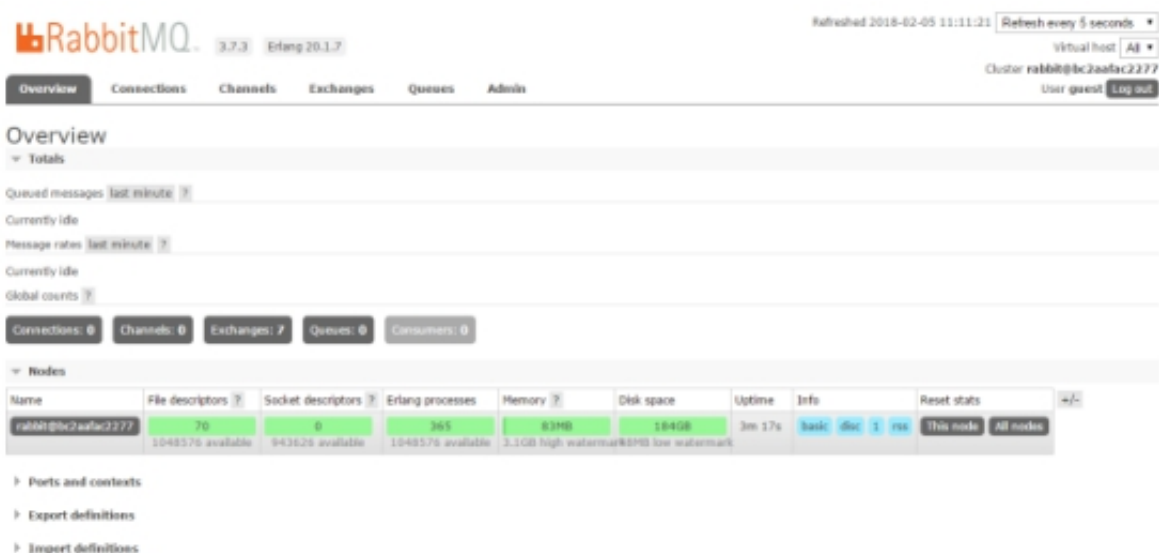 RabbitMQ. 3.7.3 Erlang 20.1.7
Refreshed 2018-02-05 11:11:21 Refresh every 5 seconds
Virtual host All
Cluster rabbit@bc2aafac2277
User guest Log out
Overview Connections Channels Exchanges Queues Admin
Overview
Totals
Queued messages last minute ?
Currently idle
Message rates last minute ?
Currently idle
Global counts ?
Connections: 0 Channels: 0 Exchanges: 7 Queues: 0 Consumers: 0
Nodes
Name File descriptors ? Socket descriptors ? Erlang processes Memory ? Disk space Uptime Info Reset stats +/-
rabbit@bc2aafac2277 70 0 365 83MB 184GB 3m 17s basic disc 1 rss This node All nodes
1048576 available 943626 available 1048576 available 3.1GB high watermark 48MB low watermark
Ports and contexts
Export definitions
Import definitions